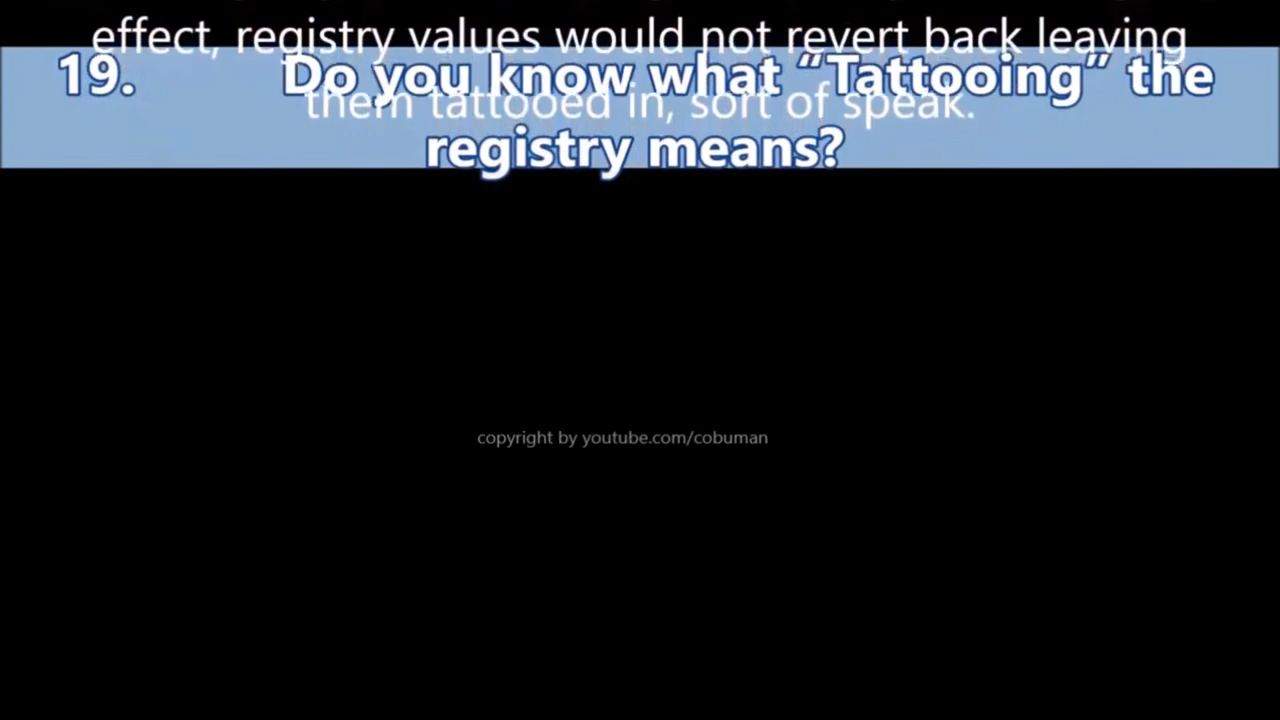 effect, registry values would not revert back leaving
19. Do you know what “Tattooing” the
them tattooed in, sort of speak.
registry means?
copyright by youtube.com/cobuman